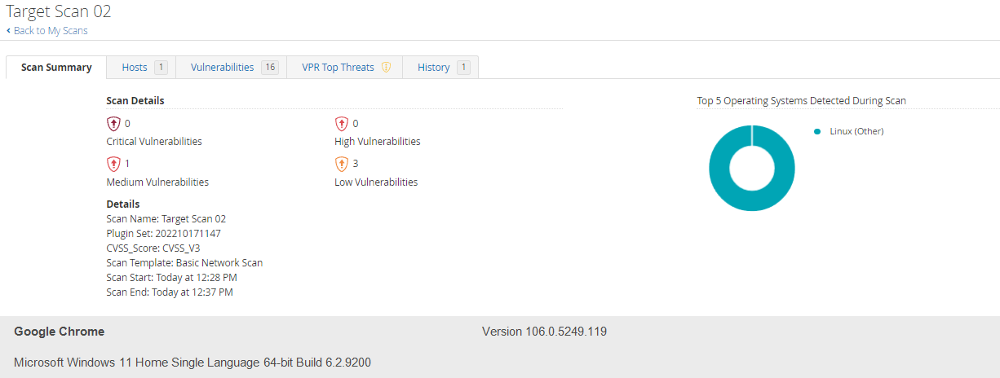 Target Scan 02
Back to My Scans
Scan Summary
Hosts 1
Vulnerabilities 16
VPR Top Threats
History 1
Scan Details
0
Critical Vulnerabilities
0
High Vulnerabilities
1
Medium Vulnerabilities
3
Low Vulnerabilities
Details
Scan Name: Target Scan 02
Plugin Set: 202210171147
CVSS_Score: CVSS_V3
Scan Template: Basic Network Scan
Scan Start: Today at 12:28 PM
Scan End: Today at 12:37 PM
Top 5 Operating Systems Detected During Scan
Linux (Other)
Google Chrome
Version 106.0.5249.119
Microsoft Windows 11 Home Single Language 64-bit Build 6.2.9200